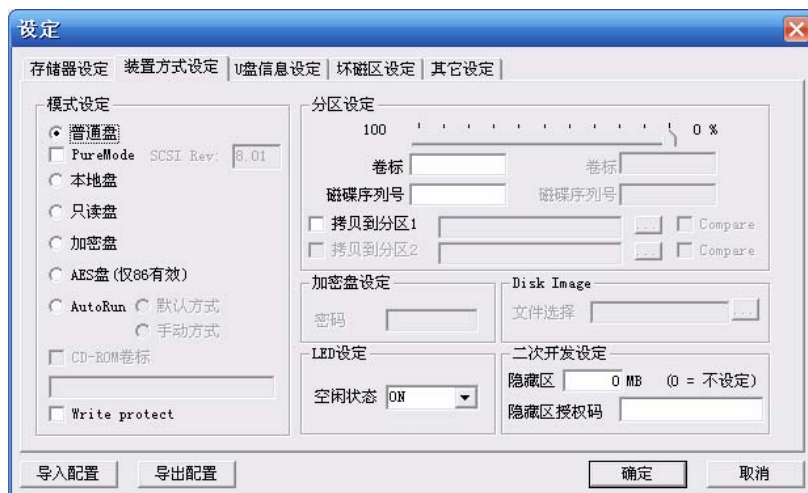 设定
存储器设定 装置方式设定 U盘信息设定 坏磁区设定 其它设定
模式设定
普通盘
PureMode SCSI Rev: 8.01
本地盘
只读盘
加密盘
AES盘(仅86有效)
AutoRun 默认方式
手动方式
CD-ROM卷标
Write protect
分区设定
100 0 %
卷标 卷标
磁碟序列号 磁碟序列号
拷贝到分区1 ... Compare
拷贝到分区2 ... Compare
加密盘设定
密码
Disk Image
文件选择 ...
LED设定
空闲状态 ON
二次开发设定
隐藏区 0 MB (0 = 不设定)
隐藏区授权码
导入配置 导出配置 确定 取消